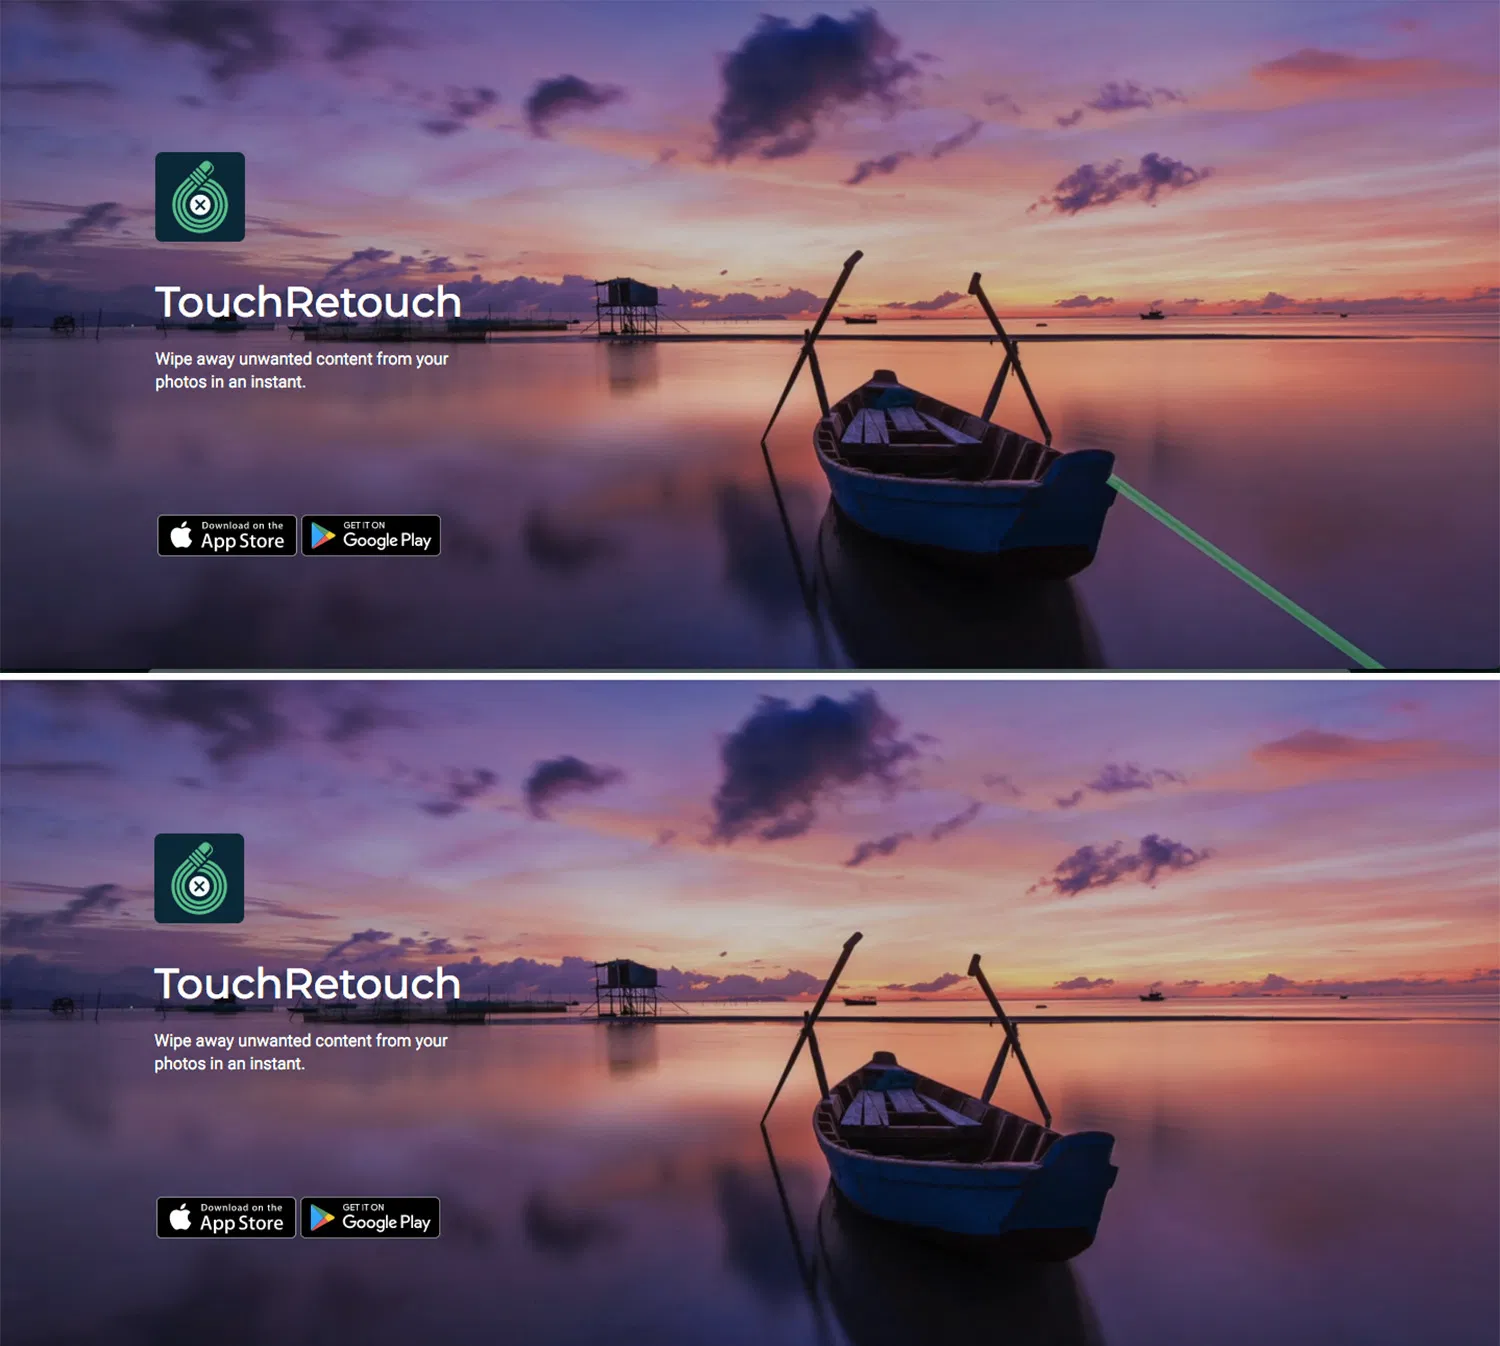 TouchRetouch
Wipe away unwanted content from your
photos in an instant.
Download on the
App Store
GET IT ON
Google Play
TouchRetouch
Wipe away unwanted content from your
photos in an instant.
Download on the
App Store
GET IT ON
Google Play